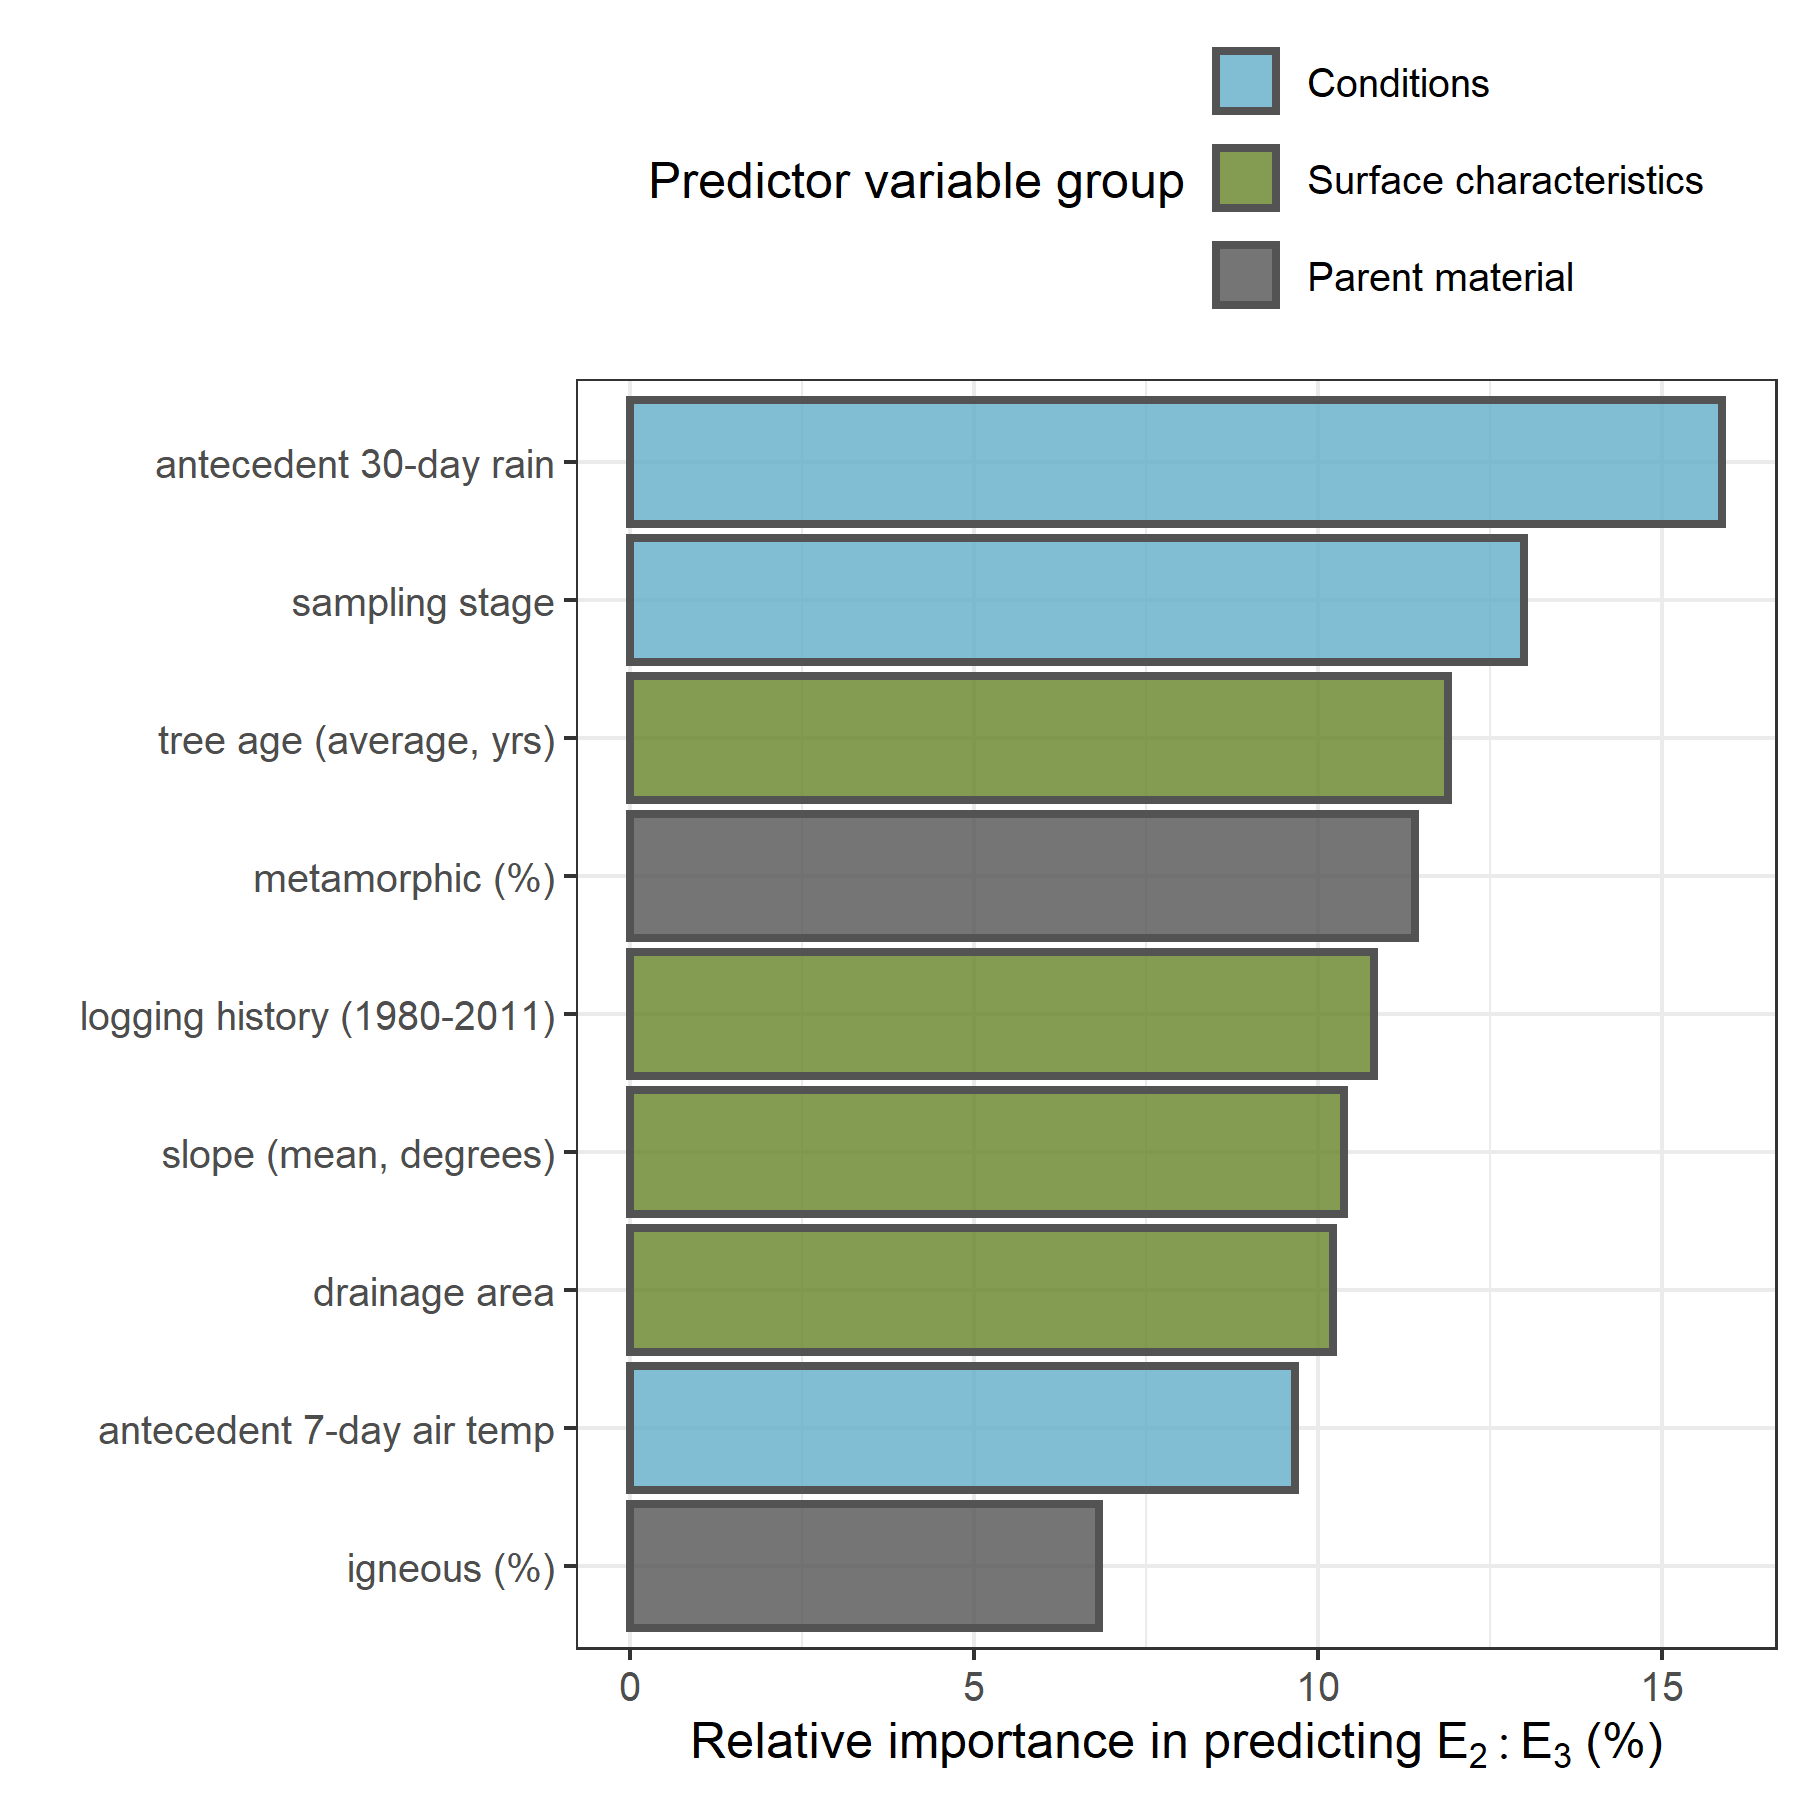 Conditions
Predictor variable group
Surface characteristics
Parent material
antecedent 30-day rain
sampling stage
tree age (average, yrs)
metamorphic (%)
logging history (1980-2011)
slope (mean, degrees)
drainage area
antecedent 7-day air temp
igneous (%)
0 5 10 15
Relative importance in predicting E₂ : E₃ (%)